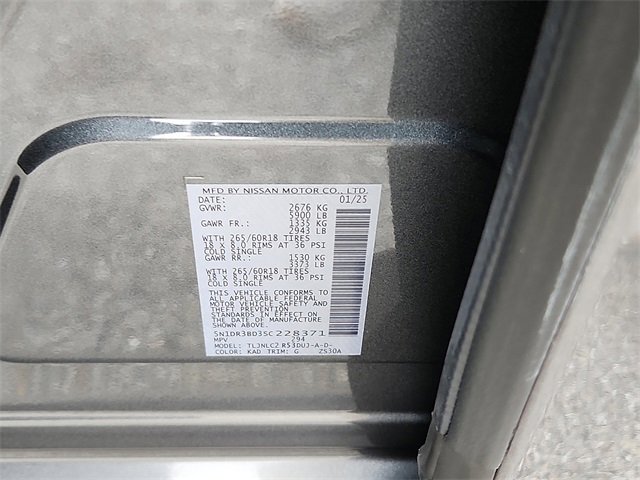 MFD BY NISSAN MOTOR CO., LTD.
DATE: 01/25
GVWR: 2676 KG
5900 LB
GAWR FR.: 1335 KG
2943 LB
WITH 265/60R18 TIRES
18 X 8.0 RIMS AT 36 PSI
COLD SINGLE
GAWR RR.: 1530 KG
3373 LB
WITH 265/60R18 TIRES
18 X 8.0 RIMS AT 36 PSI
COLD SINGLE
THIS VEHICLE CONFORMS TO
ALL APPLICABLE FEDERAL
MOTOR VEHICLE SAFETY AND
THEFT PREVENTION
STANDARDS IN EFFECT ON
THE DATE OF MANUFACTURE
SHOWN ABOVE.
5N1DR3BD3SC228371
MPV 294
MODEL: TLJNLC2 R53DUJ-A-D-
COLOR: KAD TRIM: G ZS30A